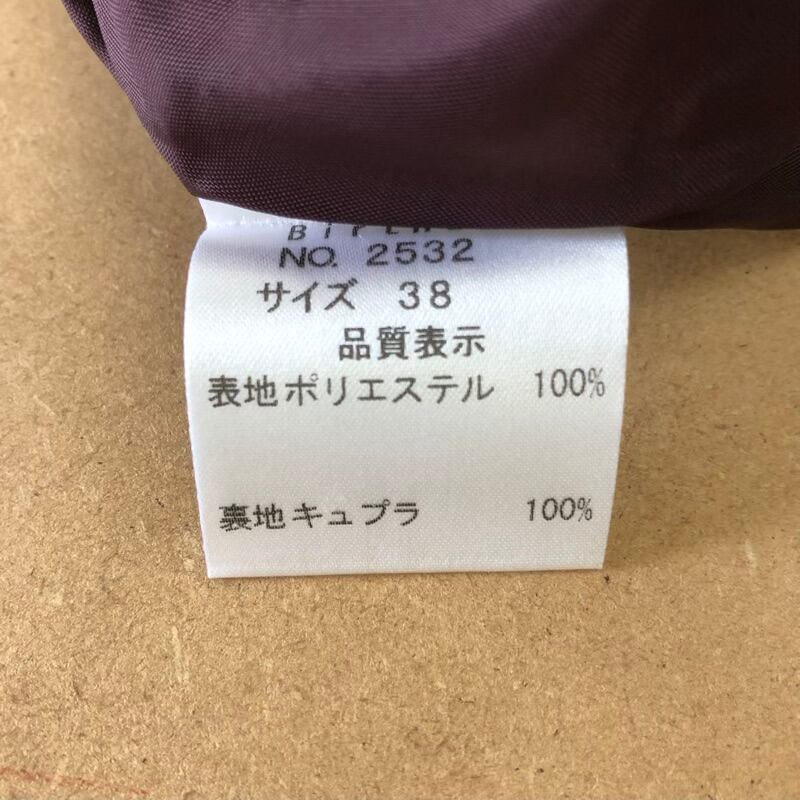 NO. 2532
サイズ 38
品質表示
表地ポリエステル 100%
裏地キュプラ 100%